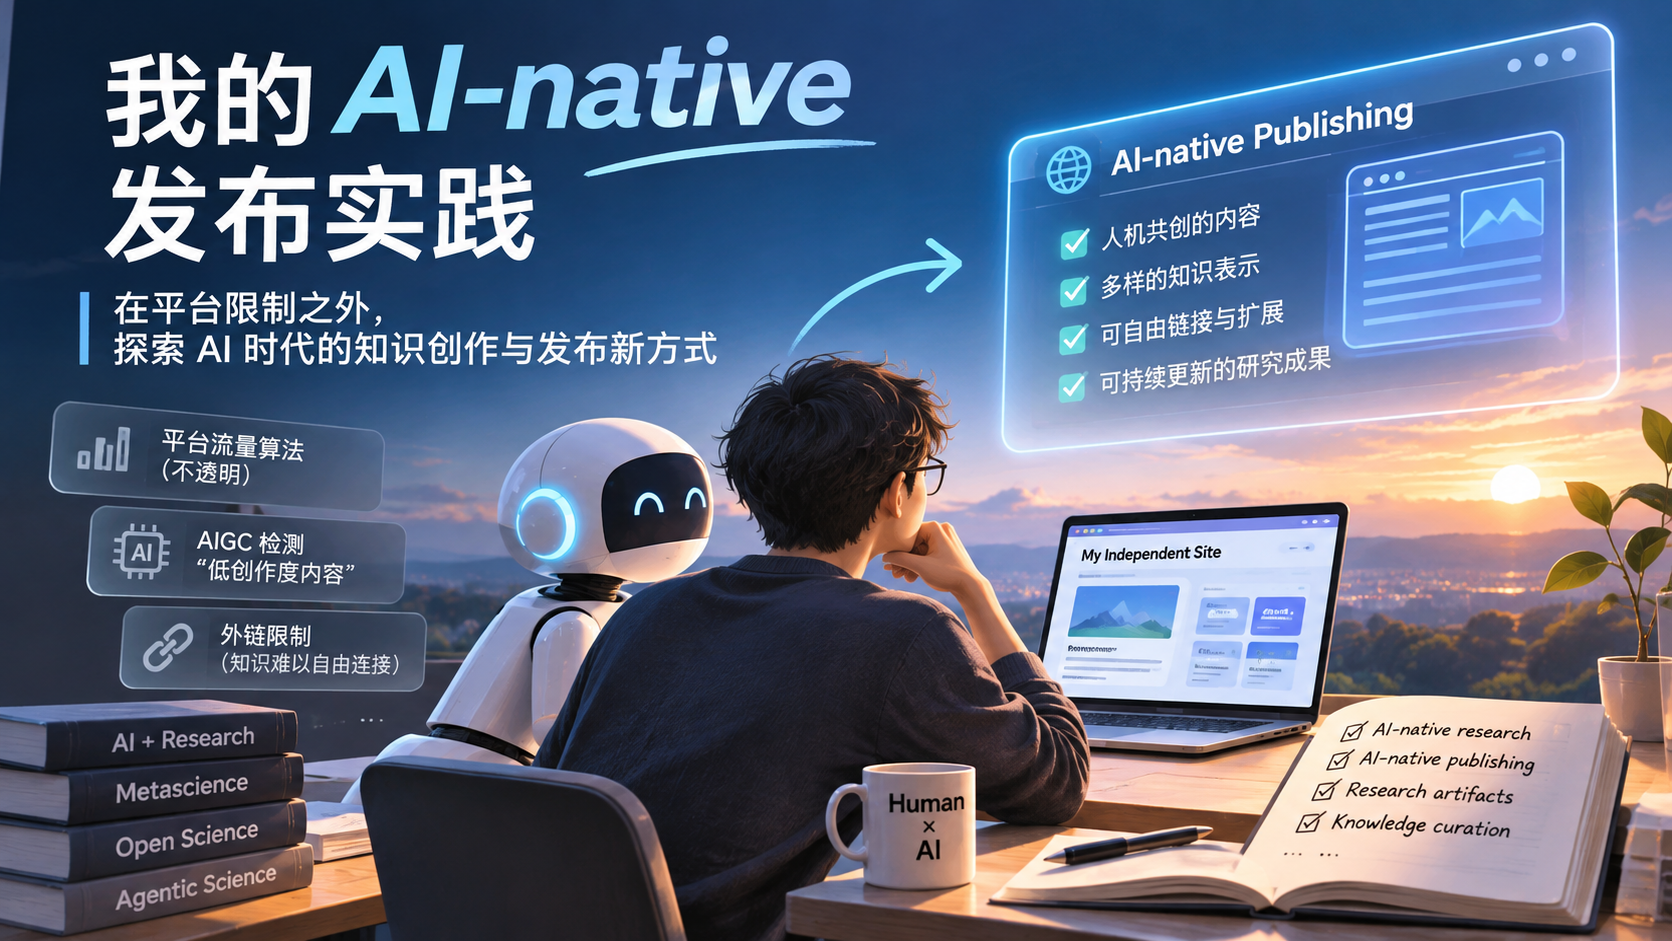 我的 AI-native
发布实践
在平台限制之外，
探索 AI 时代的知识创作与发布新方式
平台流量算法
（不透明）
AI
AIGC 检测
“低创作度内容”
外链限制
（知识难以自由连接）
...
AI-native Publishing
人机共创的内容
多样的知识表示
可自由链接与扩展
可持续更新的研究成果
My Independent Site
AI + Research
Metascience
Open Science
Agentic Science
Human
×
AI
AI-native research
AI-native publishing
Research artifacts
Knowledge curation
... ...